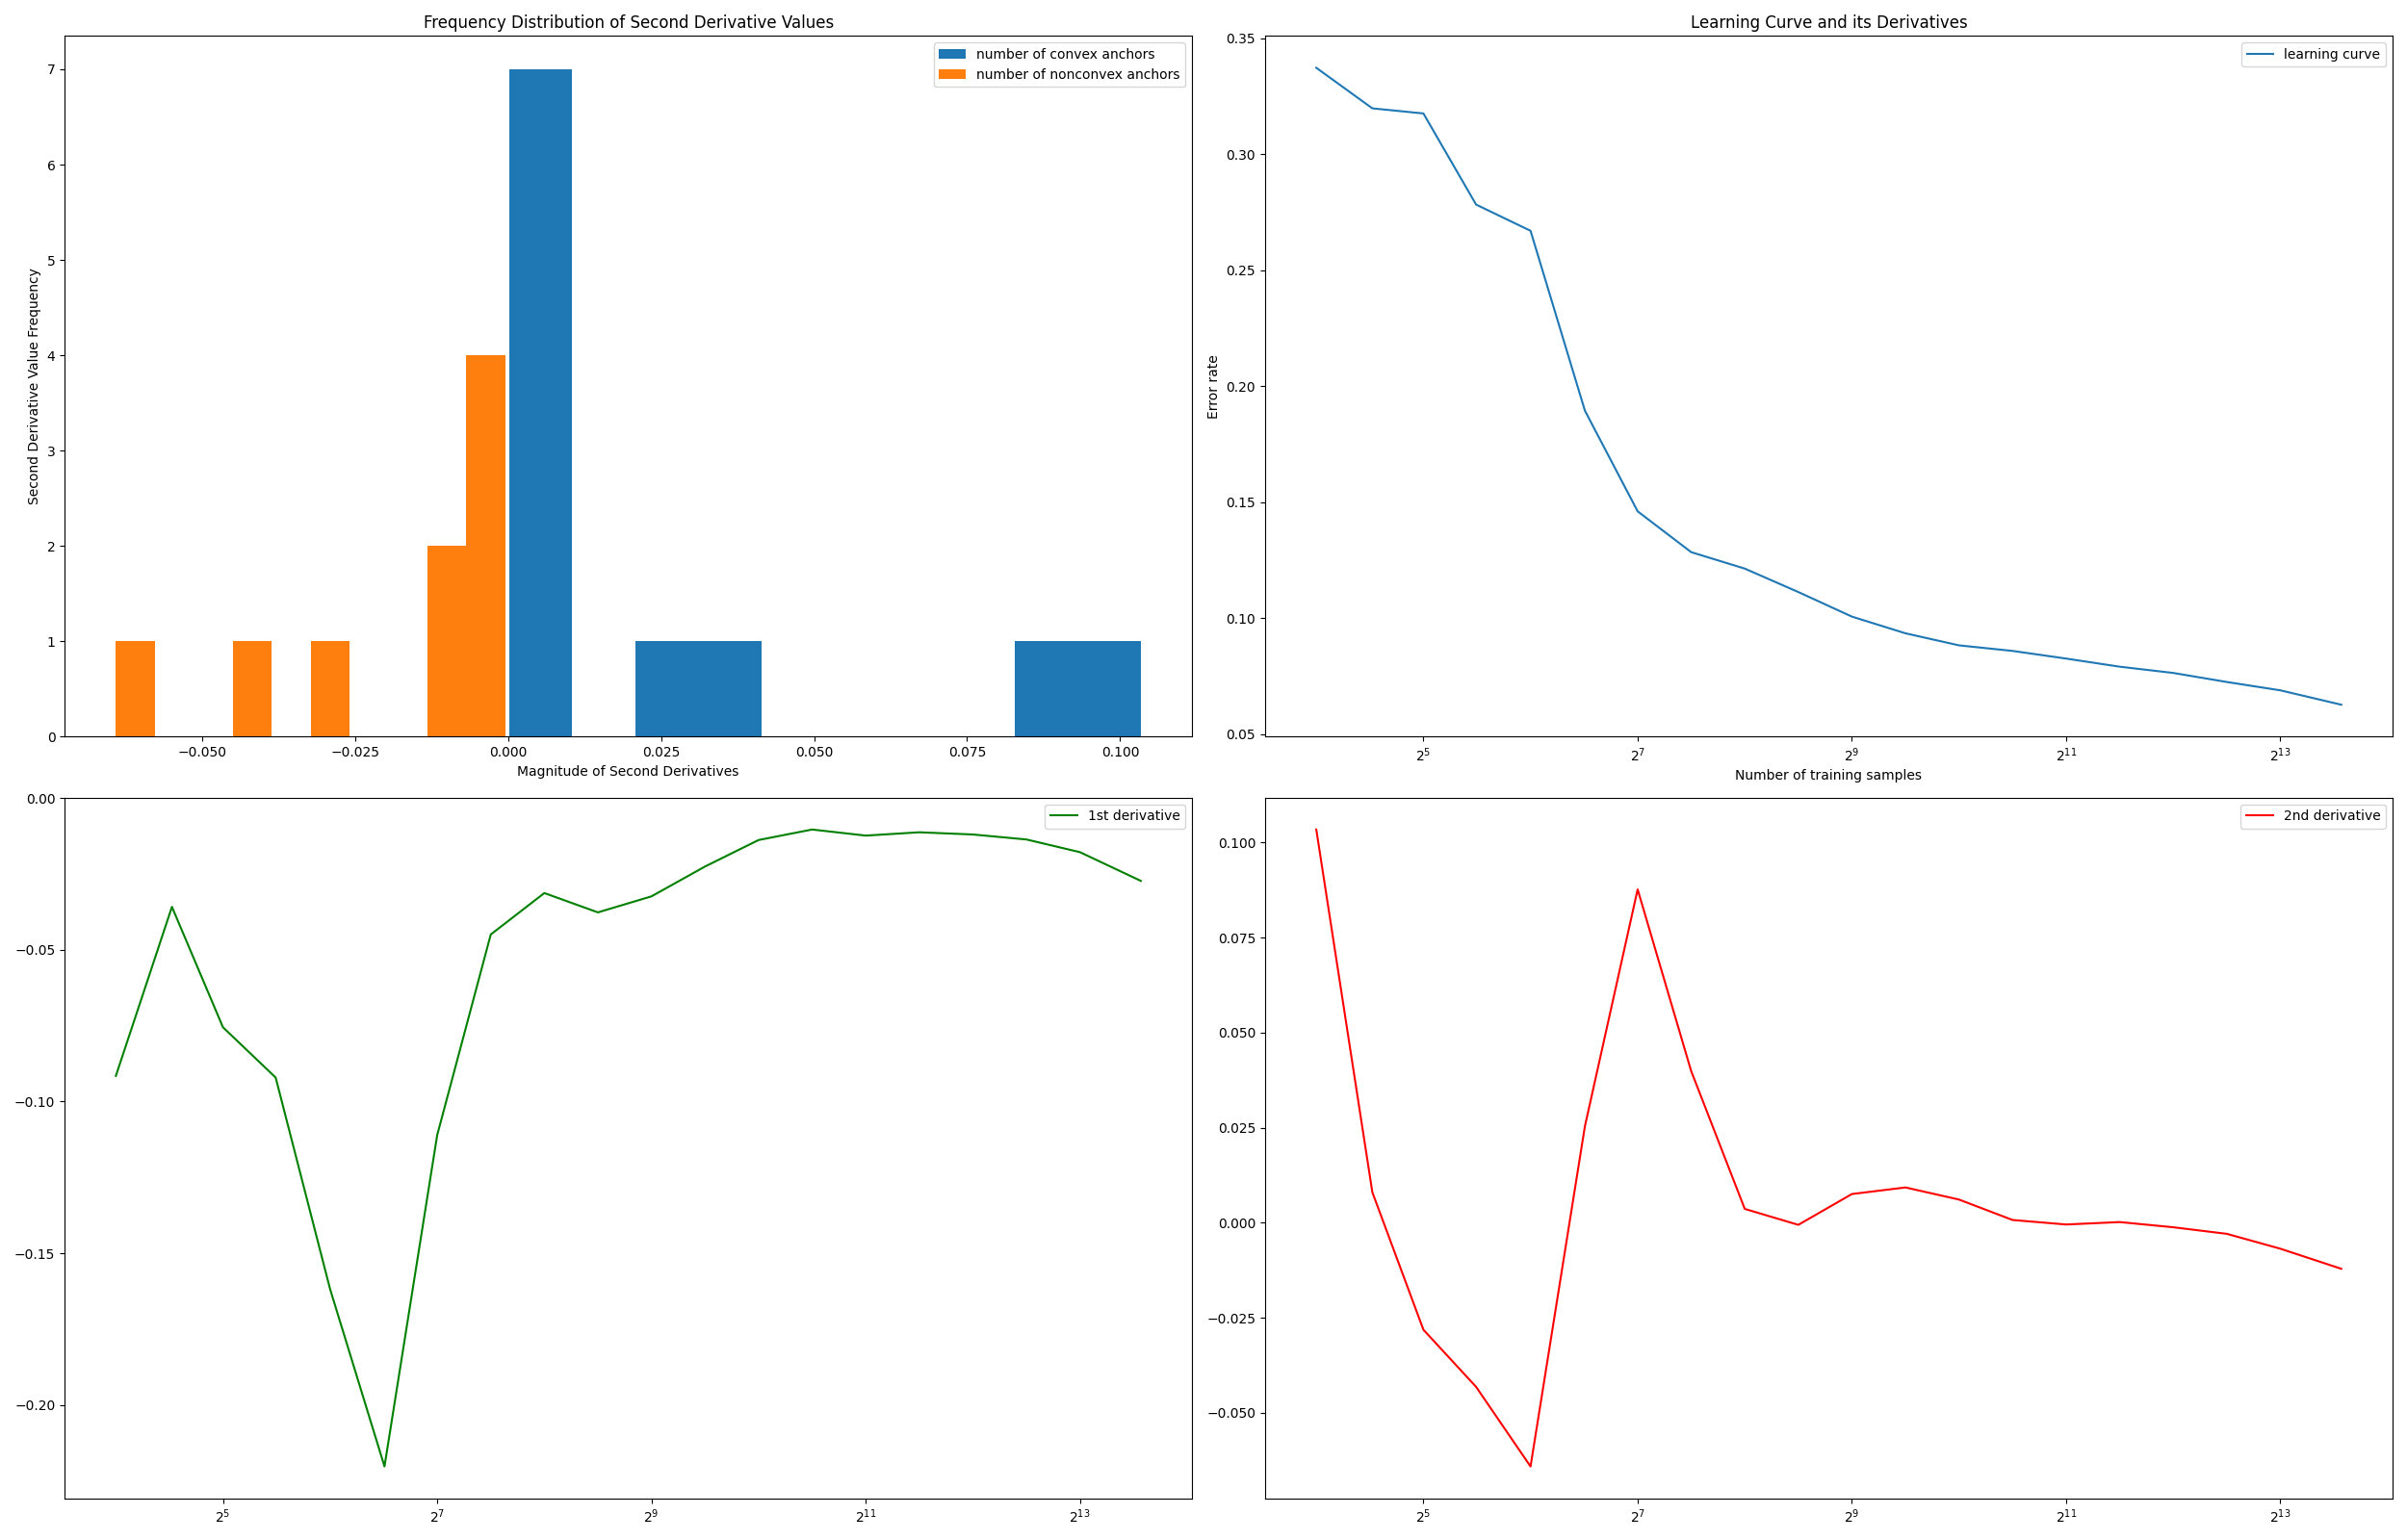 Frequency Distribution of Second Derivative Values
number of convex anchors
number of nonconvex anchors
Second Derivative Value Frequency
7
6
5
4
3
2
1
0
−0.050 −0.025 0.000 0.025 0.050 0.075 0.100
Magnitude of Second Derivatives
Learning Curve and its Derivatives
learning curve
Error rate
0.35
0.30
0.25
0.20
0.15
0.10
0.05
2⁵ 2⁷ 2⁹ 2¹¹ 2¹³
Number of training samples
1st derivative
0.00
−0.05
−0.10
−0.15
−0.20
2⁵ 2⁷ 2⁹ 2¹¹ 2¹³
2nd derivative
0.100
0.075
0.050
0.025
0.000
−0.025
−0.050
2⁵ 2⁷ 2⁹ 2¹¹ 2¹³